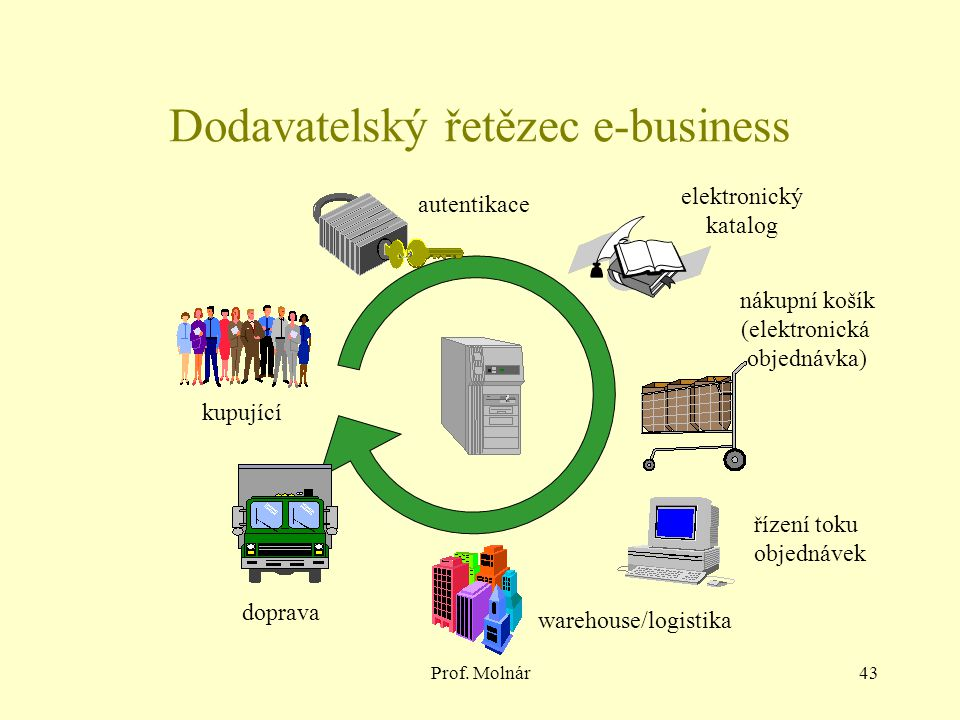 Dodavatelský řetězec e-business
autentikace
elektronický
katalog
nákupní košík
(elektronická
objednávka)
kupující
řízení toku
objednávek
doprava
warehouse/logistika
Prof. Molnár
43